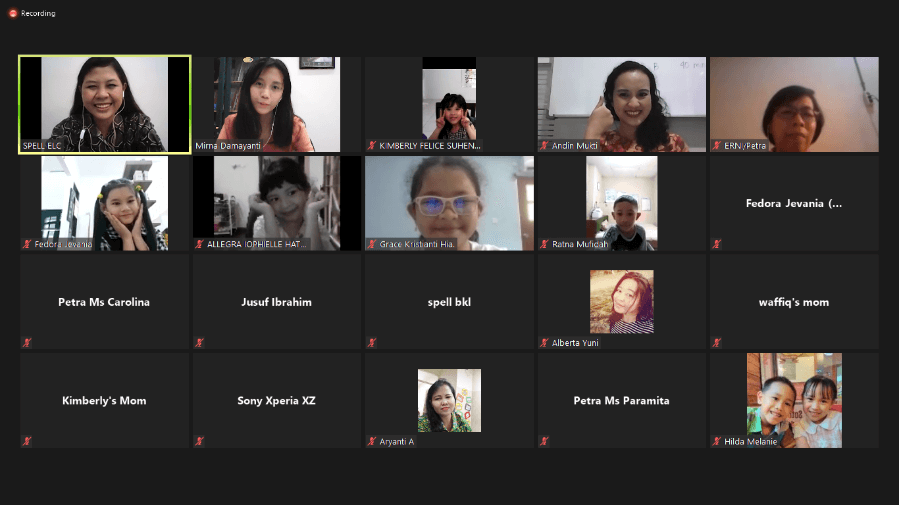 Recording
SPELL ELC
Mirna Damayanti
KIMBERLY FELICE SUHEN...
Andin Mukti
ERNI/Petra
Fedora Jevania
ALLEGRA IOPHIELLE HAT...
Grace Kristianti Hia.
Ratna Mufidah
Fedora Jevania (...
Petra Ms Carolina
Jusuf Ibrahim
spell bkl
Alberta Yuni
waffiq's mom
Kimberly's Mom
Sony Xperia XZ
Aryanti A
Petra Ms Paramita
Hilda Melanie